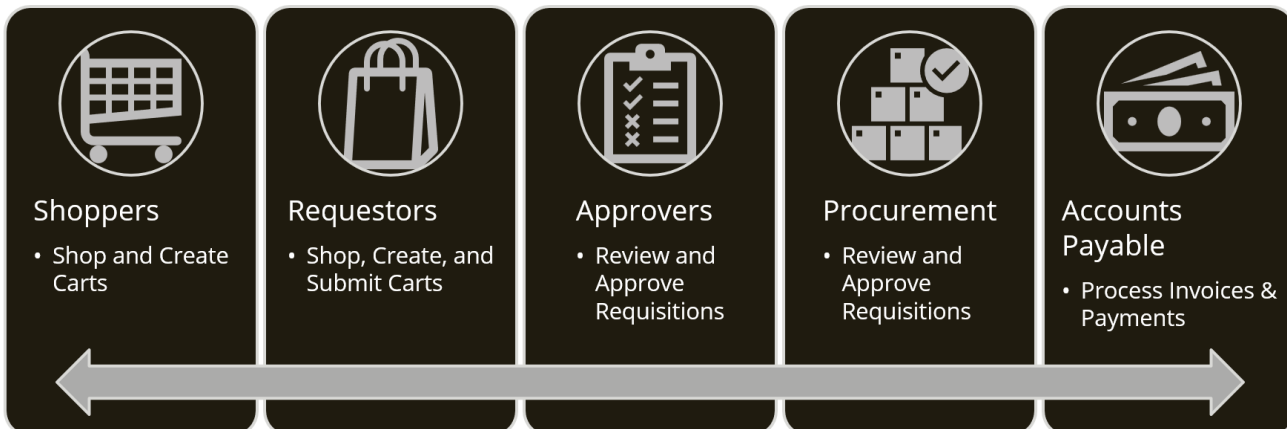 Shoppers
• Shop and Create
Carts
Requestors
• Shop, Create, and
Submit Carts
Approvers
• Review and
Approve
Requisitions
Procurement
• Review and
Approve
Requisitions
Accounts
Payable
• Process Invoices &
Payments